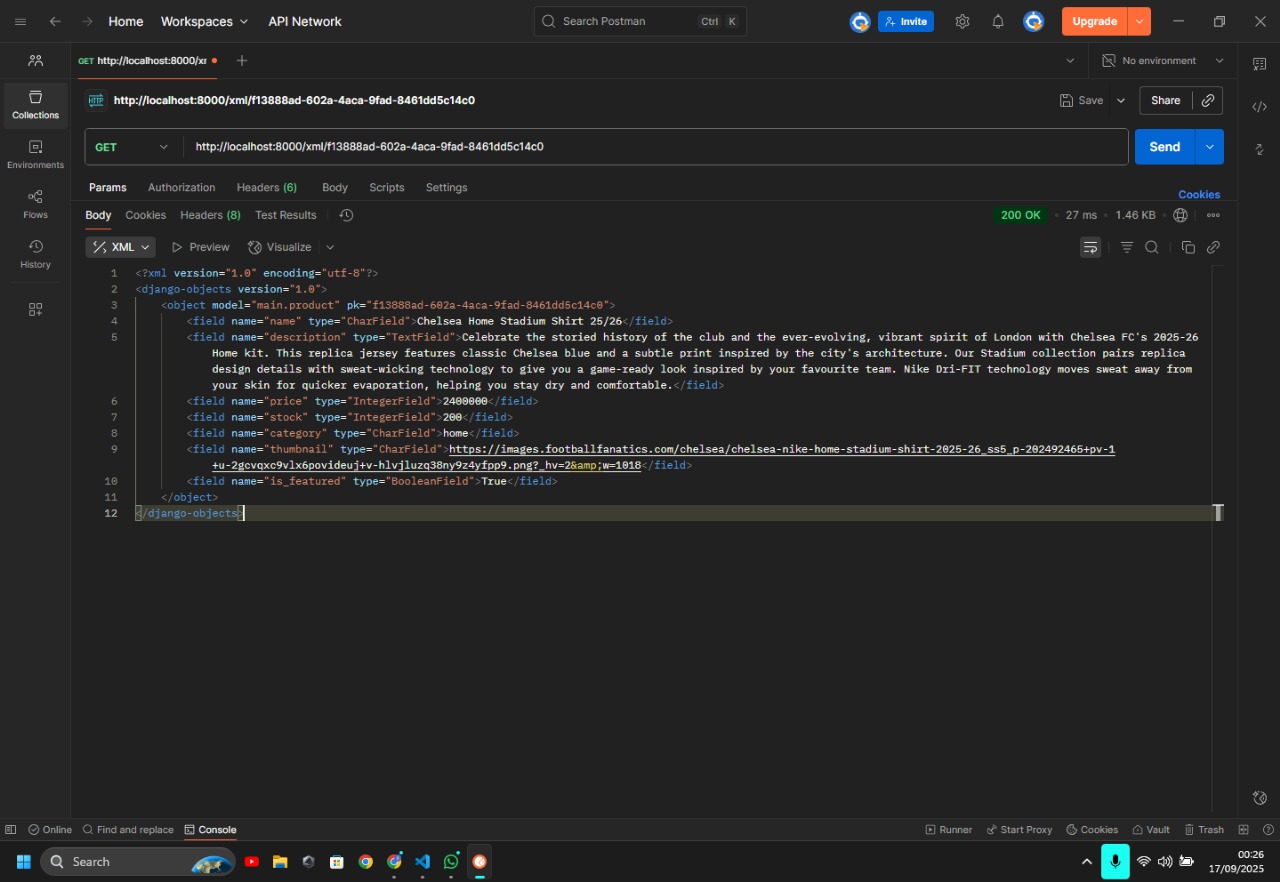 Home Workspaces API Network Search Postman Ctrl K Invite Upgrade
GET http://localhost:8000/xr No environment
HTTP http://localhost:8000/xml/f13888ad-602a-4aca-9fad-8461dd5c14c0 Save Share
GET http://localhost:8000/xml/f13888ad-602a-4aca-9fad-8461dd5c14c0 Send
Params Authorization Headers (6) Body Scripts Settings
Cookies
Body Cookies Headers (8) Test Results 200 OK 27 ms 1.46 KB
XML Preview Visualize
1 <?xml version="1.0" encoding="utf-8"?>
2 <django-objects version="1.0">
3 <object model="main.product" pk="f13888ad-602a-4aca-9fad-8461dd5c14c0">
4 <field name="name" type="CharField">Chelsea Home Stadium Shirt 25/26</field>
5 <field name="description" type="TextField">Celebrate the storied history of the club and the ever-evolving, vibrant spirit of London with Chelsea FC's 2025-26
Home kit. This replica jersey features classic Chelsea blue and a subtle print inspired by the city's architecture. Our Stadium collection pairs replica
design details with sweat-wicking technology to give you a game-ready look inspired by your favourite team. Nike Dri-FIT technology moves sweat away from
your skin for quicker evaporation, helping you stay dry and comfortable.</field>
6 <field name="price" type="IntegerField">2400000</field>
7 <field name="stock" type="IntegerField">200</field>
8 <field name="category" type="CharField">home</field>
9 <field name="thumbnail" type="CharField">https://images.footballfanatics.com/chelsea/chelsea-nike-home-stadium-shirt-2025-26_ss5_p-202492465+pv-1
+u-2gcvqxc9vlx6povideuj+v-hlvjluzq38ny9z4yfpp9.png?_hv=2&amp;w=1018</field>
10 <field name="is_featured" type="BooleanField">True</field>
11 </object>
12 </django-objects>
Collections
Environments
Flows
History
Online Find and replace Console Runner Start Proxy Cookies Vault Trash
Search
00:26
17/09/2025